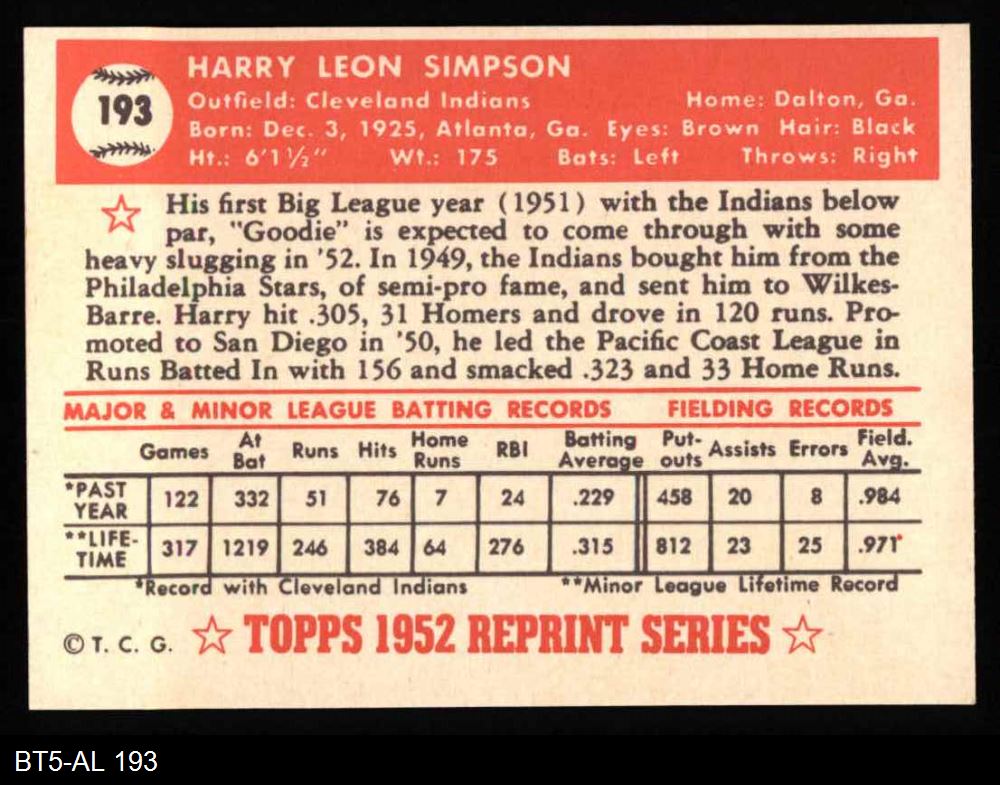 193
HARRY LEON SIMPSON
Outfield: Cleveland Indians Home: Dalton, Ga.
Born: Dec. 3, 1925, Atlanta, Ga. Eyes: Brown Hair: Black
Ht.: 6'1½" Wt.: 175 Bats: Left Throws: Right
His first Big League year (1951) with the Indians below
par, "Goodie" is expected to come through with some
heavy slugging in '52. In 1949, the Indians bought him from the
Philadelphia Stars, of semi-pro fame, and sent him to Wilkes-
Barre. Harry hit .305, 31 Homers and drove in 120 runs. Pro-
moted to San Diego in '50, he led the Pacific Coast League in
Runs Batted In with 156 and smacked .323 and 33 Home Runs.
MAJOR & MINOR LEAGUE BATTING RECORDS FIELDING RECORDS
Games At Bat Runs Hits Home Runs RBI Batting Average Put-outs Assists Errors Field. Avg.
*PAST YEAR 122 332 51 76 7 24 .229 458 20 8 .984
**LIFE-TIME 317 1219 246 384 64 276 .315 812 23 25 .971
*Record with Cleveland Indians **Minor League Lifetime Record
© T. C. G. ☆ TOPPS 1952 REPRINT SERIES ☆
BT5-AL 193